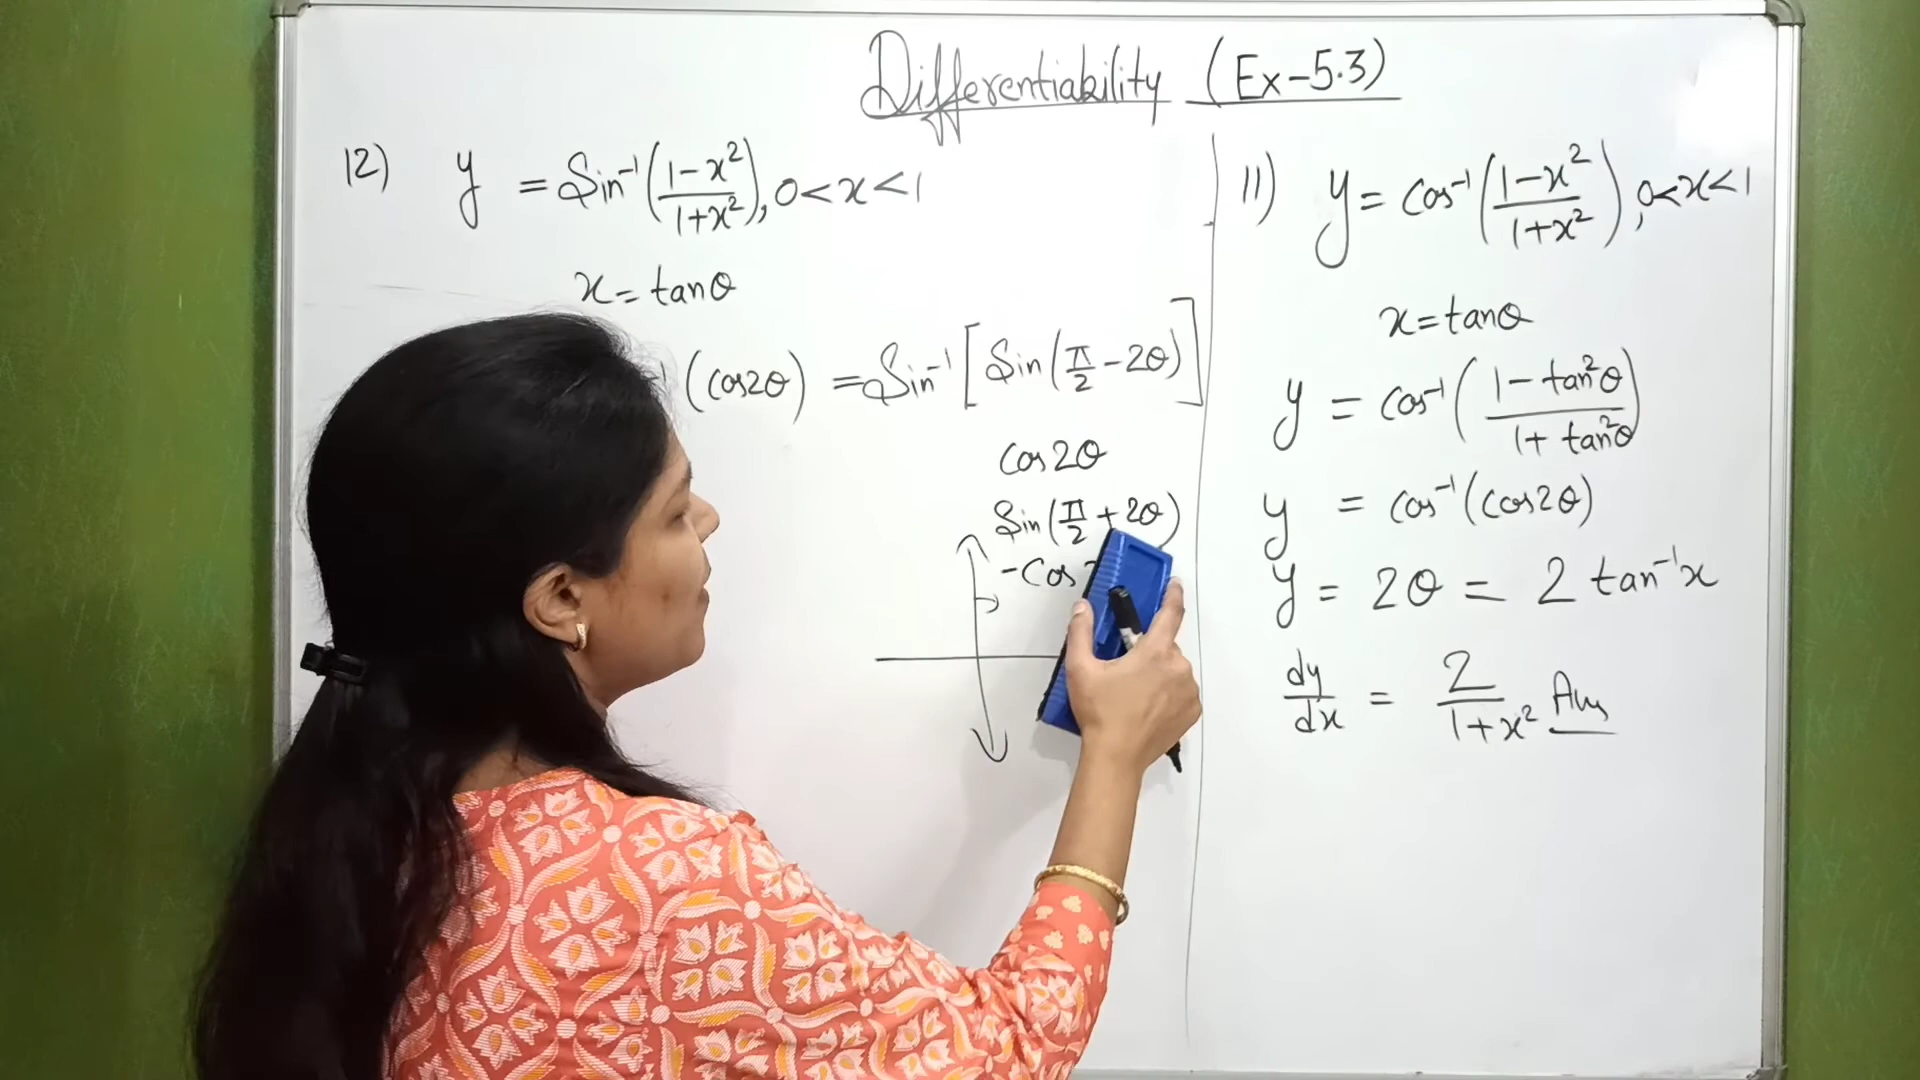 Differentiability (Ex-5.3)
12) y = Sin⁻¹(1-x²/1+x²), 0<x<1
x = tanθ
⁻¹(cos2θ) = Sin⁻¹[Sin(π/2-2θ)]
cos2θ
Sin(π/2+2θ)
-cos
11) y = cos⁻¹(1-x²/1+x²), 0<x<1
x = tanθ
y = cos⁻¹(1-tan²θ/1+tan²θ)
y = cos⁻¹(cos2θ)
y = 2θ = 2 tan⁻¹x
dy/dx = 2/1+x² Ans